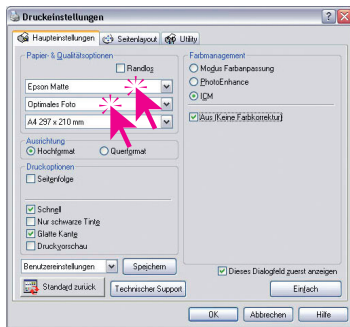 Druckeinstellungen
Haupteinstellungen Seitenlayout Utility
Papier- & Qualitätsoptionen
Randlos
Epson Matte
Optimales Foto
A4 297 x 210 mm
Ausrichtung
Hochformat Querformat
Druckoptionen
Seitenfolge
Schnell
Nur schwarze Tinte
Glatte Kante
Druckvorschau
Farbmanagement
Modus Farbanpassung
PhotoEnhance
ICM
Aus (Keine Farbkorrektur)
Benutzereinstellungen Speichern
Dieses Dialogfeld zuerst anzeigen
Standard zurück Technischer Support Einfach
OK Abbrechen Hilfe